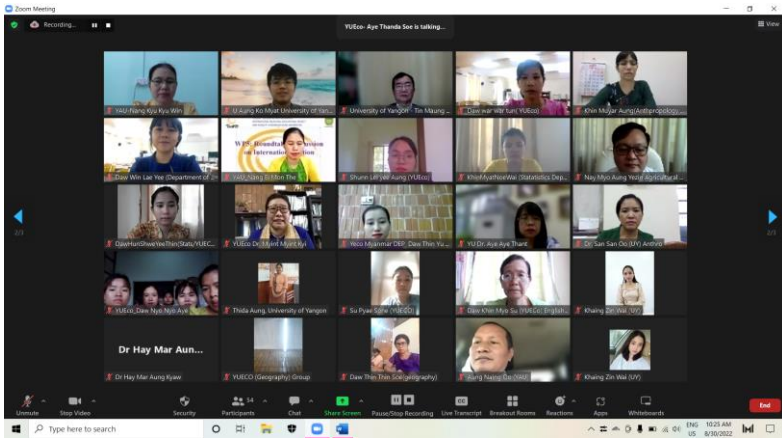 Zoom Meeting
Recording...
YUEco- Aye Thanda Soe is talking...
View
YAU-Nang Kyu Kyu Win
U Aung Ko Myat University of Yan...
University of Yangon - Tin Maung ...
Daw war war tun( YUEco)
Khin Moyar Aung(Anthropology...
Daw Win Lae Yee (Department of
YAU_Nang Ei Mon The
Shunn Lei yee Aung (YUEco)
KhinMyatNoeWai (Statatistics Dep...
Nay Myo Aung Yezin agricultural...
DawHunShweYeeThin(Stats/YUEC...
YUEco Dr. Myint Myint Kyi
Yeco Myanmar DEP, Daw Thin Yu...
YU Dr. Aye Aye Thant
Dr. San San Oo (UY) Anthro
2/3
2/3
YUEco_Daw Nyo Nyo Aye
Thida Aung, University of Yangon
Su Pyae Sone (YUECO)
Daw Khin Myo Su (YUECo) English...
Khaing Zin Wai (UY)
Dr Hay Mar Aun...
Dr Hay Mar Aung Kyaw
YUECO (Geography) Group
Daw Thin Thin Soe(geography)
Aung Naing Oo (YAU)
Khaing Zin Wai (UY)
Unmute
Stop Video
Security
54
Participants
Chat
Share Screen
Pause/Stop Recording
Live Transcript
Breakout Rooms
Reactions
Apps
Whiteboards
End
Type here to search
ENG
US
10:25 AM
8/30/2022